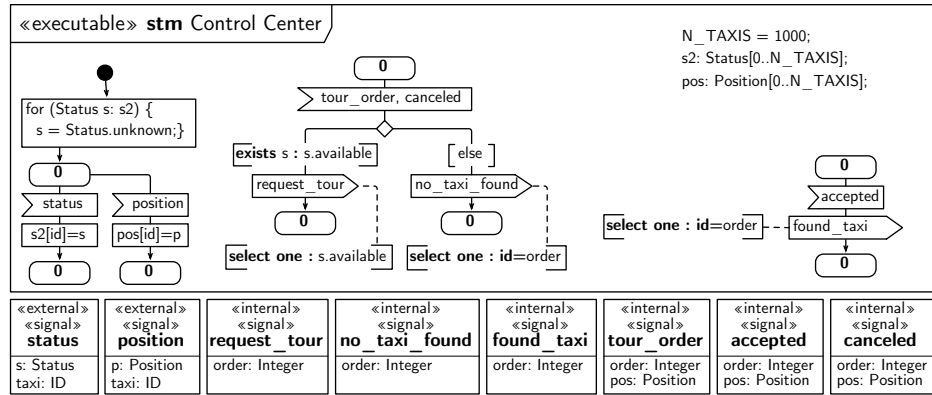 «executable» stm Control Center
N_TAXIS = 1000;
s2: Status[0..N_TAXIS];
pos: Position[0..N_TAXIS];
for (Status s: s2) {
s = Status.unknown;}
0
status
position
s2[id]=s
pos[id]=p
0
0
0
tour_order, canceled
exists s : s.available
else
request_tour
no_taxi_found
0
0
select one : s.available
select one : id=order
0
accepted
select one : id=order
found_taxi
0
«external»
«signal»
status
s: Status
taxi: ID
«external»
«signal»
position
p: Position
taxi: ID
«internal»
«signal»
request_tour
order: Integer
«internal»
«signal»
no_taxi_found
order: Integer
«internal»
«signal»
found_taxi
order: Integer
«internal»
«signal»
tour_order
order: Integer
pos: Position
«internal»
«signal»
accepted
order: Integer
pos: Position
«internal»
«signal»
canceled
order: Integer
pos: Position